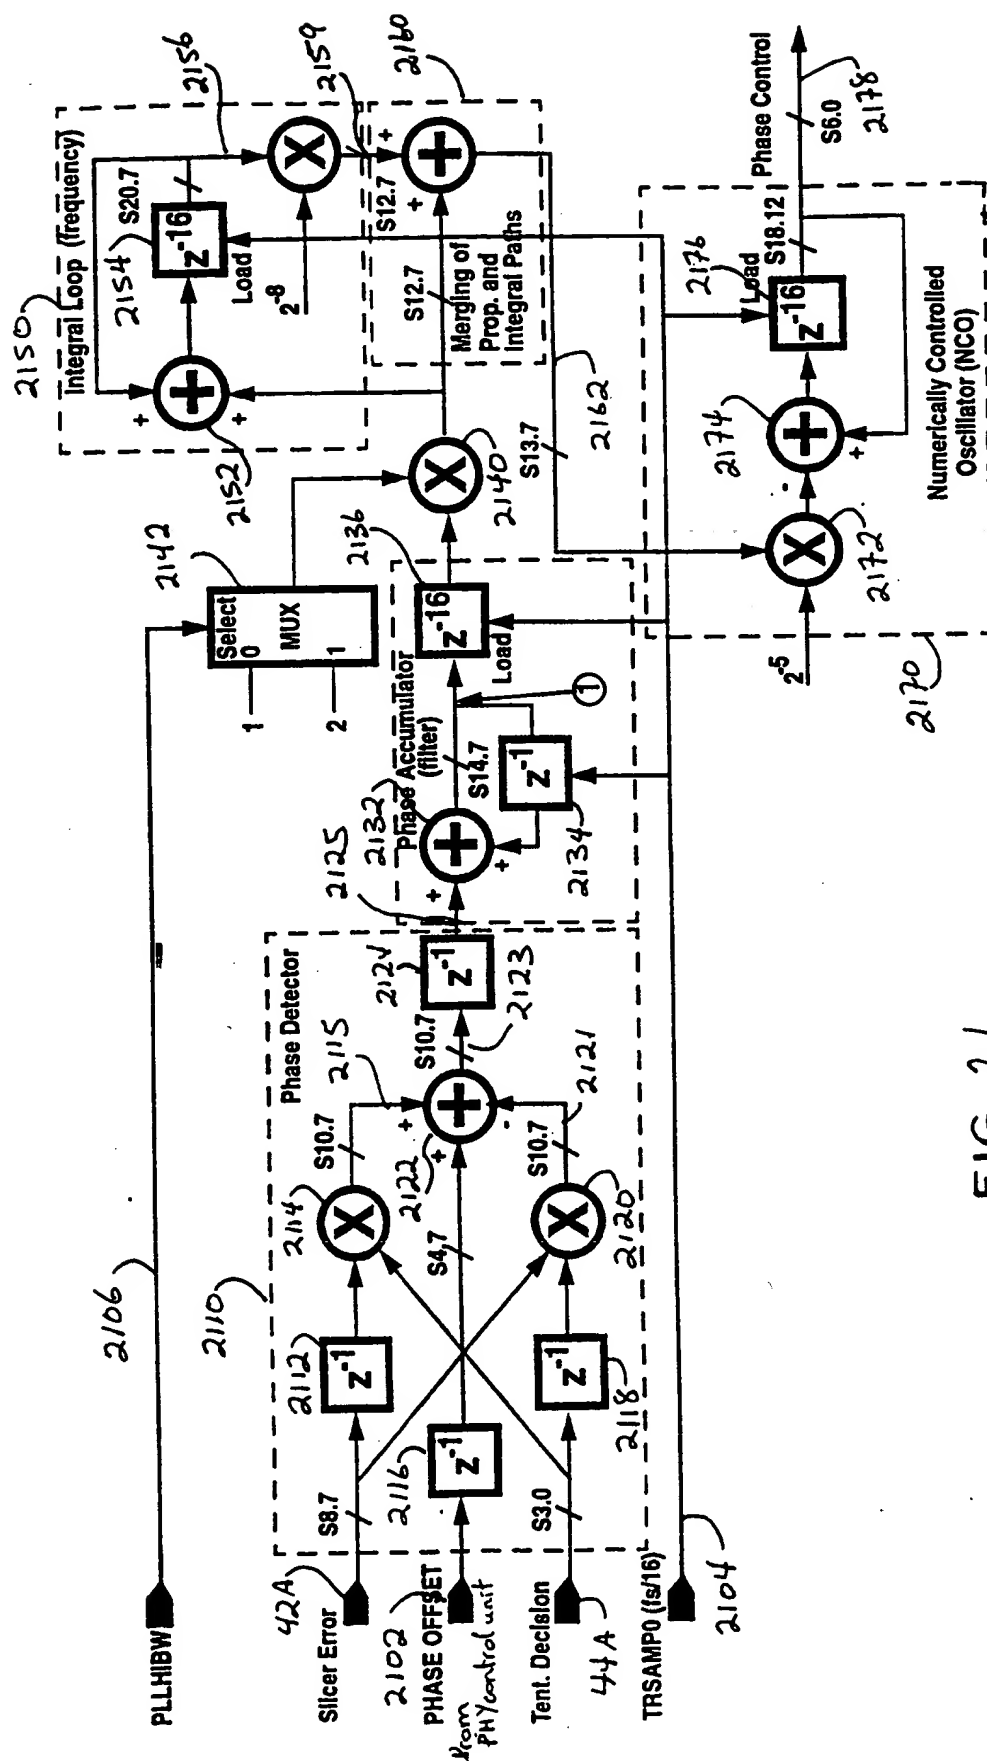 PLLHIBW
2106
Select
0
1
MUX
1
2
2142
2150
Integral Loop (frequency)
2152
+
+
2154
z-16
Load
S20.7
2156
2-8
X
2159
2160
+
+
S12.7
S12.7
Merging of
Prop. and
Integral Paths
2162
S13.7
X
2140
2136
z-16
Load
Phase Accumulator
(filter)
2132
+
+
S14.7
z-1
2134
1
2125
2110
Phase Detector
Slicer Error
42A
S8.7
z-1
2112
X
2114
S10.7
2115
PHASE OFFSET
2102
from
PHY control unit
z-1
2116
S4.7
2122
+
+
-
S10.7
2123
z-1
2124
Tent. Decision
44A
S3.0
z-1
2118
X
2120
S10.7
2121
TRSAMP0 (fs/16)
2104
2-5
X
2172
-
+
2174
z-16
Load
2176
S18.12
Numerically Controlled
Oscillator (NCO)
2170
Phase Control
S6.0
2178
FIG. 21